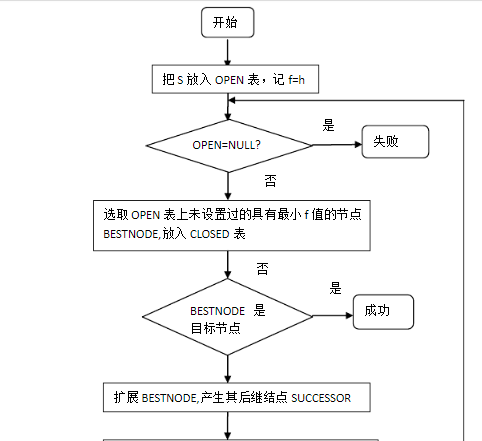 开始
把 S 放入 OPEN 表，记 f=h
OPEN=NULL?
是
失败
否
选取 OPEN 表上未设置过的具有最小 f 值的节点
BESTNODE,放入 CLOSED 表
否
BESTNODE 是
目标节点
是
成功
扩展 BESTNODE,产生其后继结点 SUCCESSOR